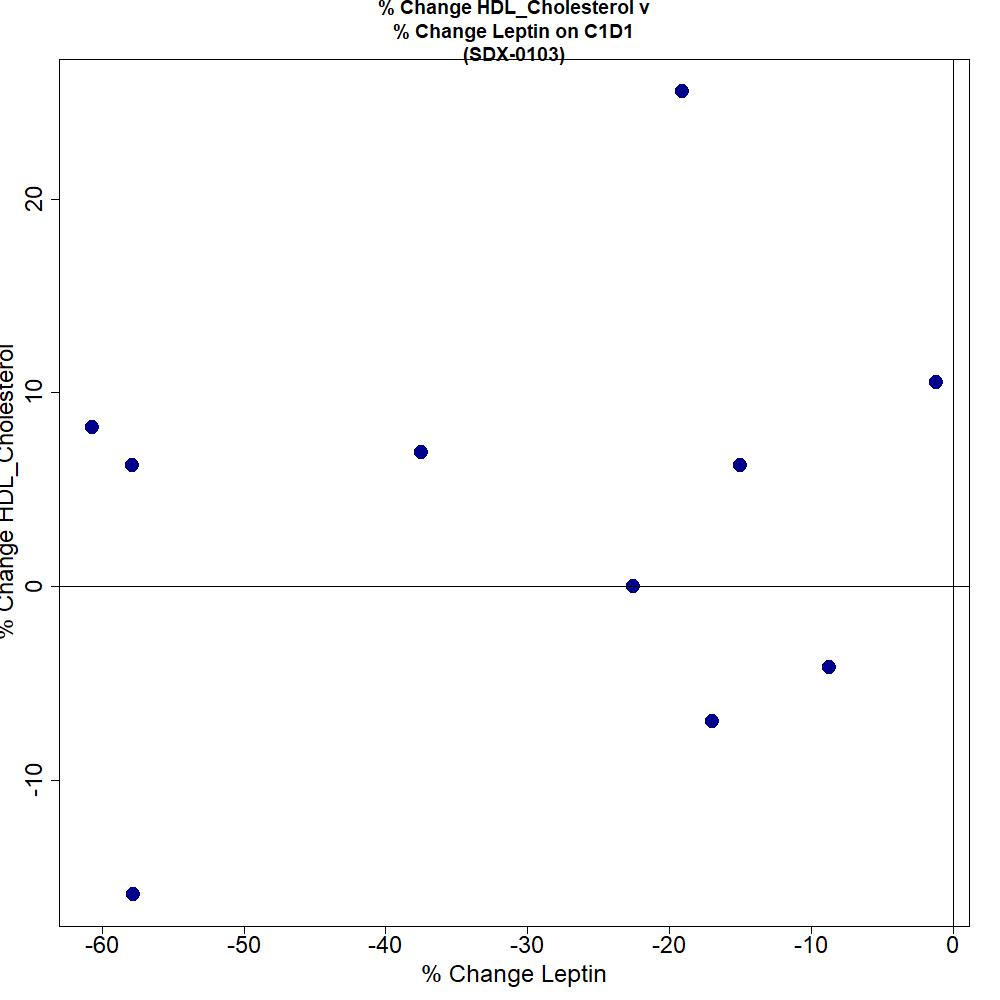 % Change HDL_Cholesterol v
% Change Leptin on C1D1
(SDX-0103)
% Change HDL_Cholesterol
20
10
0
-10
-60 -50 -40 -30 -20 -10 0
% Change Leptin